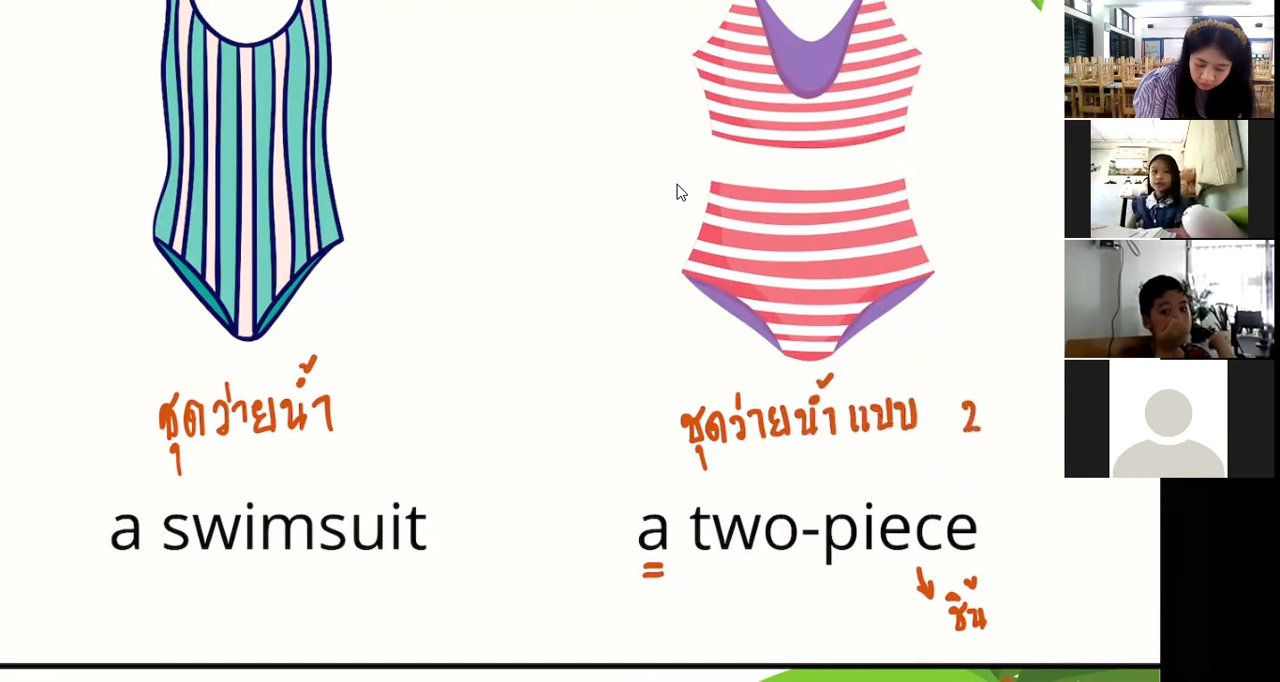 ชุดว่ายน้ำ
ชุดว่ายน้ำ แบบ 2
a swimsuit
a two-piece
ชิ้น